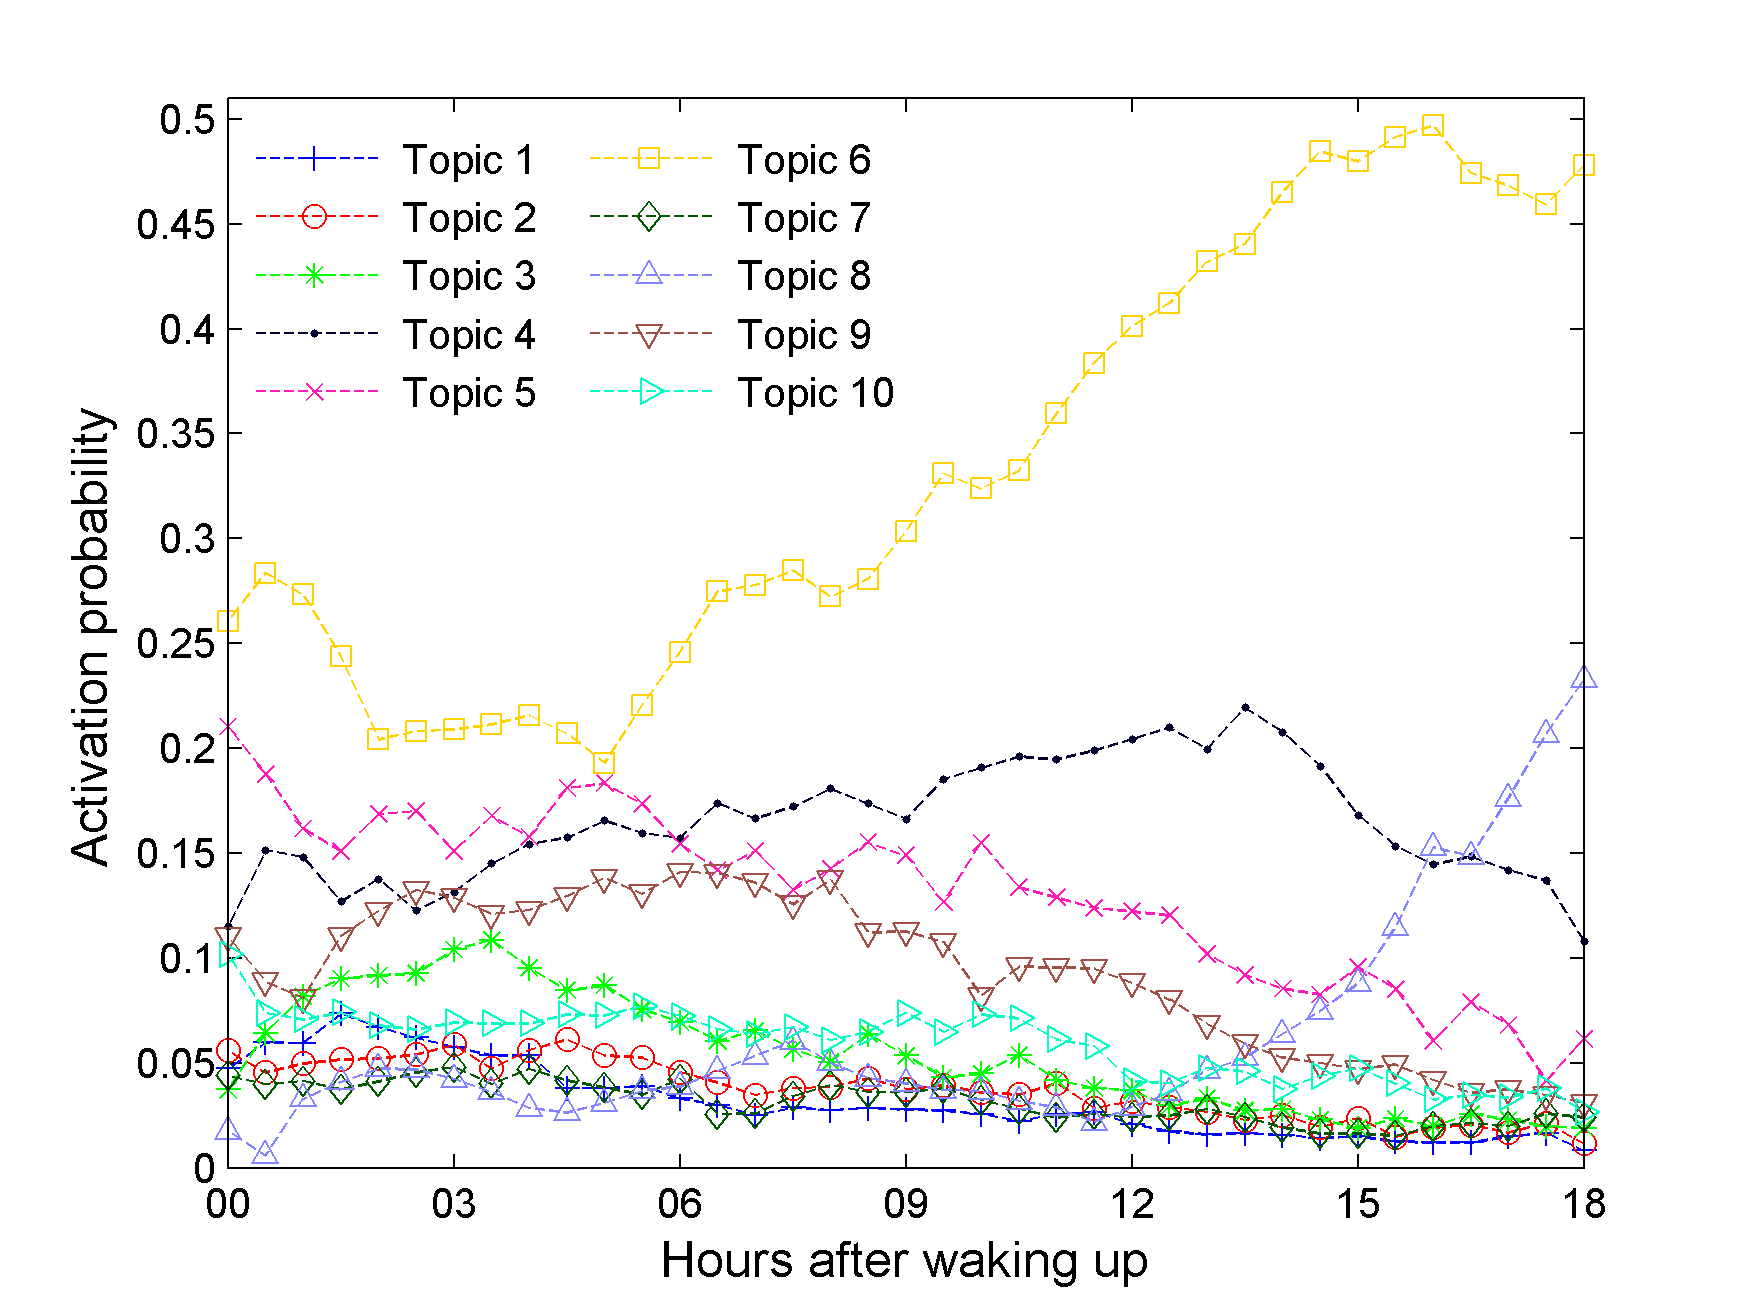 0.5
0.45
0.4
0.35
0.3
0.25
0.2
0.15
0.1
0.05
0
Activation probability
Topic 1
Topic 2
Topic 3
Topic 4
Topic 5
Topic 6
Topic 7
Topic 8
Topic 9
Topic 10
00 03 06 09 12 15 18
Hours after waking up